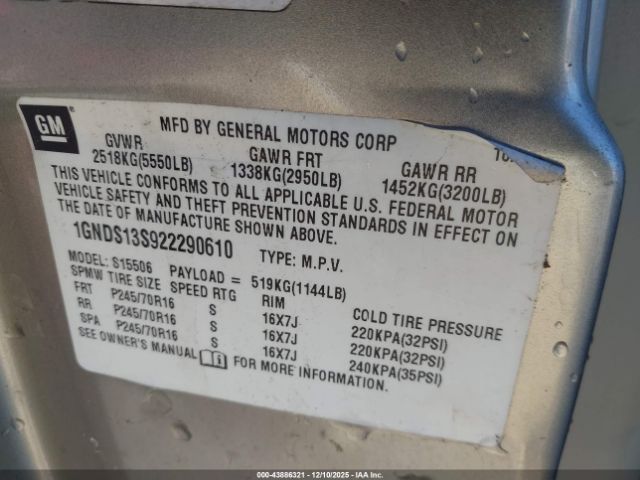 GM
MFD BY GENERAL MOTORS CORP
GVWR GAWR FRT GAWR RR
2518KG(5550LB) 1338KG(2950LB) 1452KG(3200LB)
THIS VEHICLE CONFORMS TO ALL APPLICABLE U.S. FEDERAL MOTOR
VEHICLE SAFETY AND THEFT PREVENTION STANDARDS IN EFFECT ON
THE DATE OF MANUFACTURE SHOWN ABOVE.
1GNDS13S922290610 TYPE: M.P.V.
MODEL: S15506 PAYLOAD = 519KG(1144LB)
SPMW TIRE SIZE SPEED RTG RIM COLD TIRE PRESSURE
FRT P245/70R16 S 16X7J 220KPA(32PSI)
RR P245/70R16 S 16X7J 220KPA(32PSI)
SPA P245/70R16 S 16X7J 240KPA(35PSI)
SEE OWNER'S MANUAL FOR MORE INFORMATION.
000-43886321 - 12/10/2025 - IAA Inc.